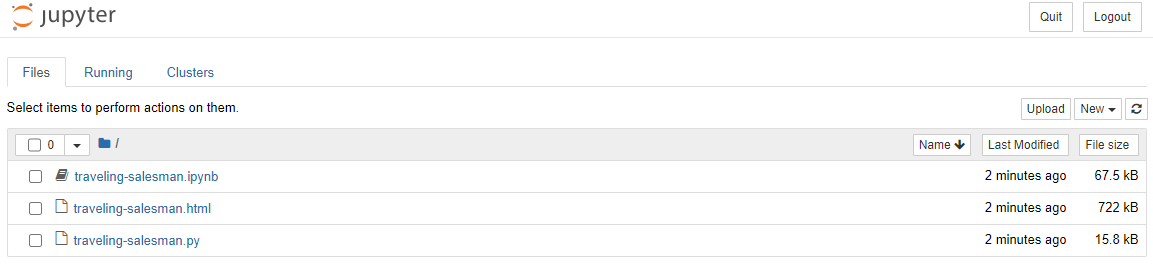 jupyter Quit Logout
Files Running Clusters
Select items to perform actions on them. Upload New
0 / Name Last Modified File size
traveling-salesman.ipynb 2 minutes ago 67.5 kB
traveling-salesman.html 2 minutes ago 722 kB
traveling-salesman.py 2 minutes ago 15.8 kB